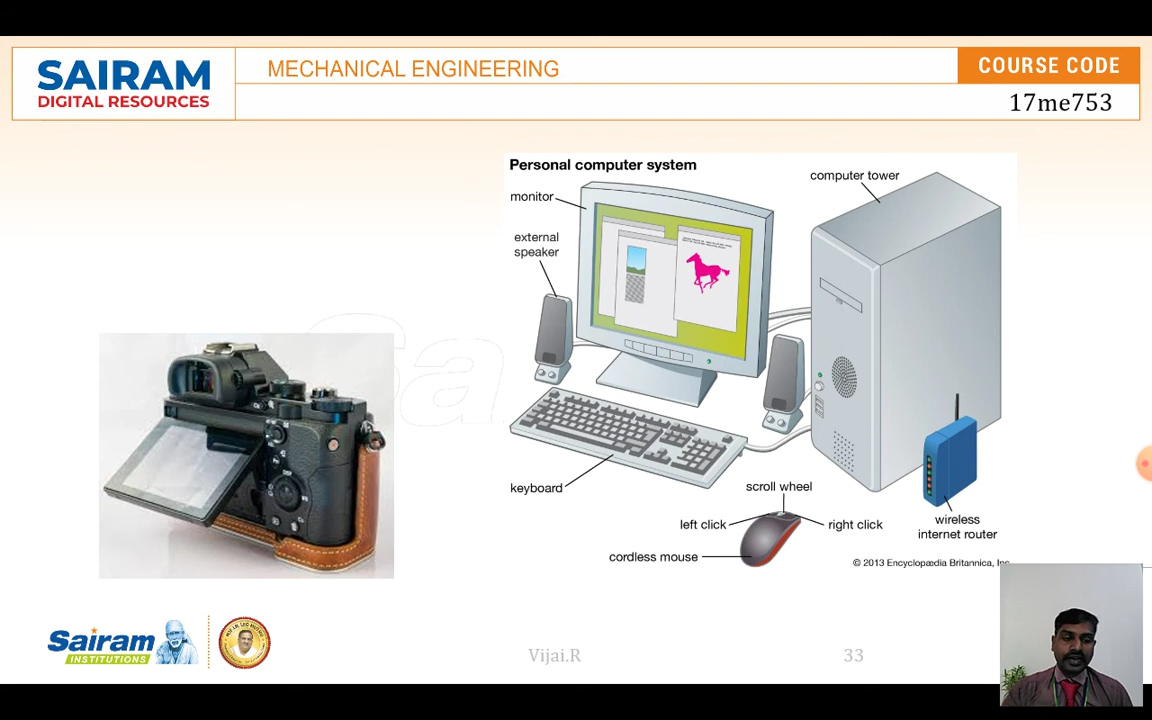 SAIRAM
DIGITAL RESOURCES
MECHANICAL ENGINEERING
COURSE CODE
17me753
Personal computer system
monitor
computer tower
external
speaker
keyboard
scroll wheel
left click
right click
cordless mouse
wireless
internet router
© 2013 Encyclopædia Britannica, Inc.
Sa
Sairam
INSTITUTIONS
Vijai.R
33